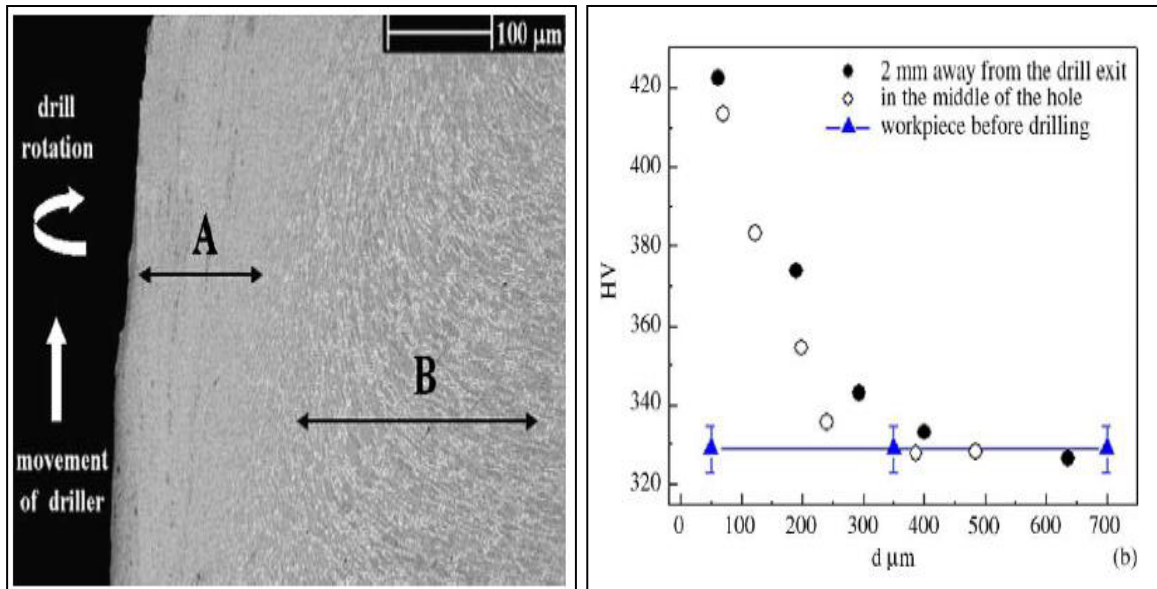 100 µm
drill
rotation
A
B
movement
of driller
2 mm away from the drill exit
in the middle of the hole
workpiece before drilling
420
400
380
360
340
320
HV
0 100 200 300 400 500 600 700
d µm
(b)